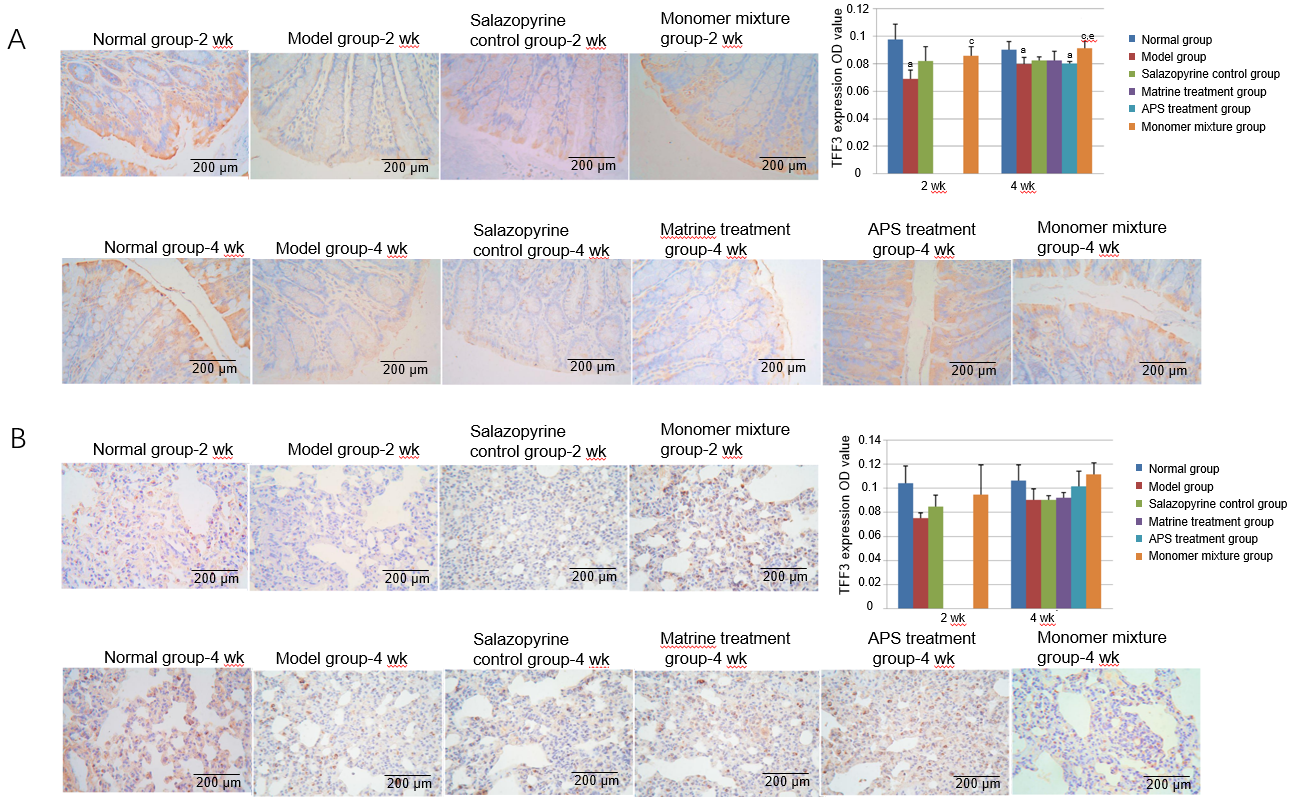 A
Normal group-2 wk
Model group-2 wk
Salazopyrine
control group-2 wk
Monomer mixture
group-2 wk
200 µm
200 µm
200 µm
200 µm
TFF3 expression OD value
0.12
0.1
0.08
0.06
0.04
0.02
0
a
c
a
a
c,e
2 wk
4 wk
Normal group
Model group
Salazopyrine control group
Matrine treatment group
APS treatment group
Monomer mixture group
Normal group-4 wk
Model group-4 wk
Salazopyrine
control group-4 wk
Matrine treatment
group-4 wk
APS treatment
group-4 wk
Monomer mixture
group-4 wk
200 µm
200 µm
200 µm
200 µm
200 µm
200 µm
B
Normal group-2 wk
Model group-2 wk
Salazopyrine
control group-2 wk
Monomer mixture
group-2 wk
200 µm
200 µm
200 µm
200 µm
TFF3 expression OD value
0.14
0.12
0.1
0.08
0.06
0.04
0.02
0
2 wk
4 wk
Normal group
Model group
Salazopyrine control group
Matrine treatment group
APS treatment group
Monomer mixture group
Normal group-4 wk
Model group-4 wk
Salazopyrine
control group-4 wk
Matrine treatment
group-4 wk
APS treatment
group-4 wk
Monomer mixture
group-4 wk
200 µm
200 µm
200 µm
200 µm
200 µm
200 µm